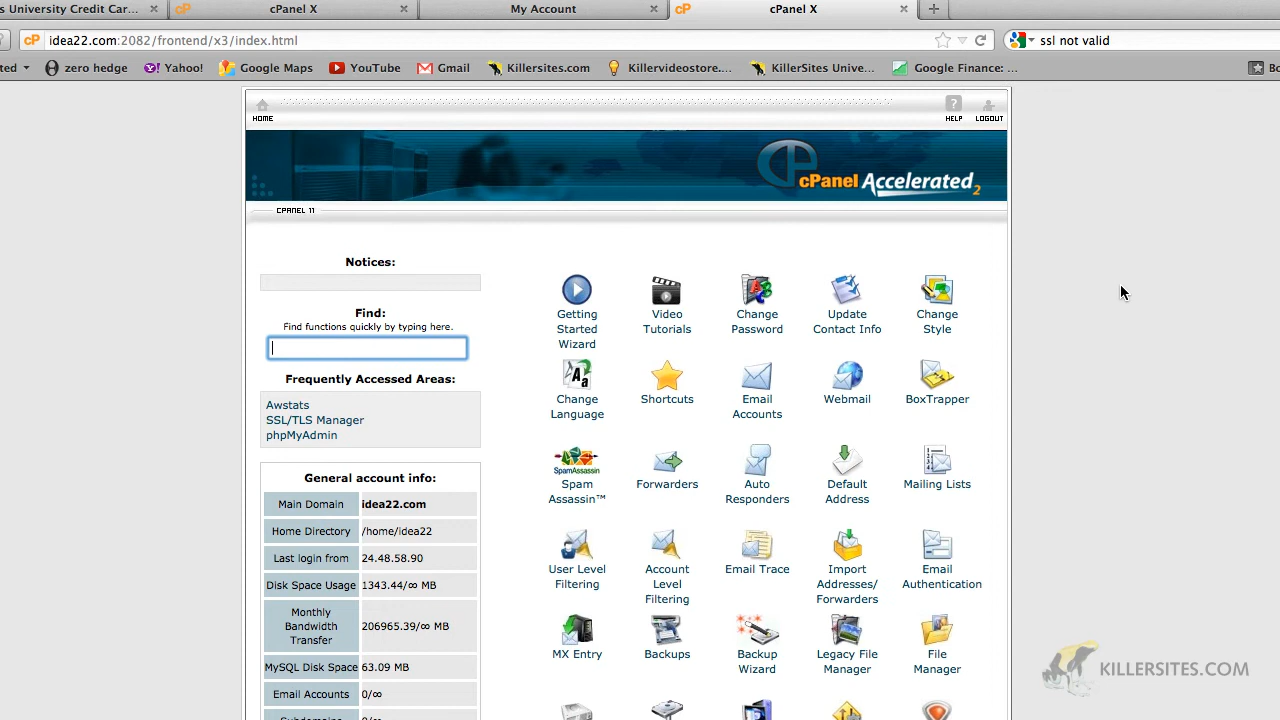 s University Credit Car...
cPanel X
My Account
cPanel X
idea22.com:2082/frontend/x3/index.html
ssl not valid
ted
zero hedge
Yahoo!
Google Maps
YouTube
Gmail
Killersites.com
Killervideostore....
KillerSites Unive...
Google Finance: ...
Bo
HOME
HELP
LOGOUT
cPanel Accelerated2
CPANEL 11
Notices:
Find:
Find functions quickly by typing here.
Frequently Accessed Areas:
Awstats
SSL/TLS Manager
phpMyAdmin
General account info:
Main Domain idea22.com
Home Directory /home/idea22
Last login from 24.48.58.90
Disk Space Usage 1343.44/∞ MB
Monthly
Bandwidth
Transfer
206965.39/∞ MB
MySQL Disk Space 63.09 MB
Email Accounts 0/∞
Getting
Started
Wizard
Video
Tutorials
Change
Password
Update
Contact Info
Change
Style
Change
Language
Shortcuts
Email
Accounts
Webmail
BoxTrapper
SpamAssassin
Spam
Assassin™
Forwarders
Auto
Responders
Default
Address
Mailing Lists
User Level
Filtering
Account
Level
Filtering
Email Trace
Import
Addresses/
Forwarders
Email
Authentication
MX Entry
Backups
Backup
Wizard
Legacy File
Manager
File
Manager
KILLERSITES.COM